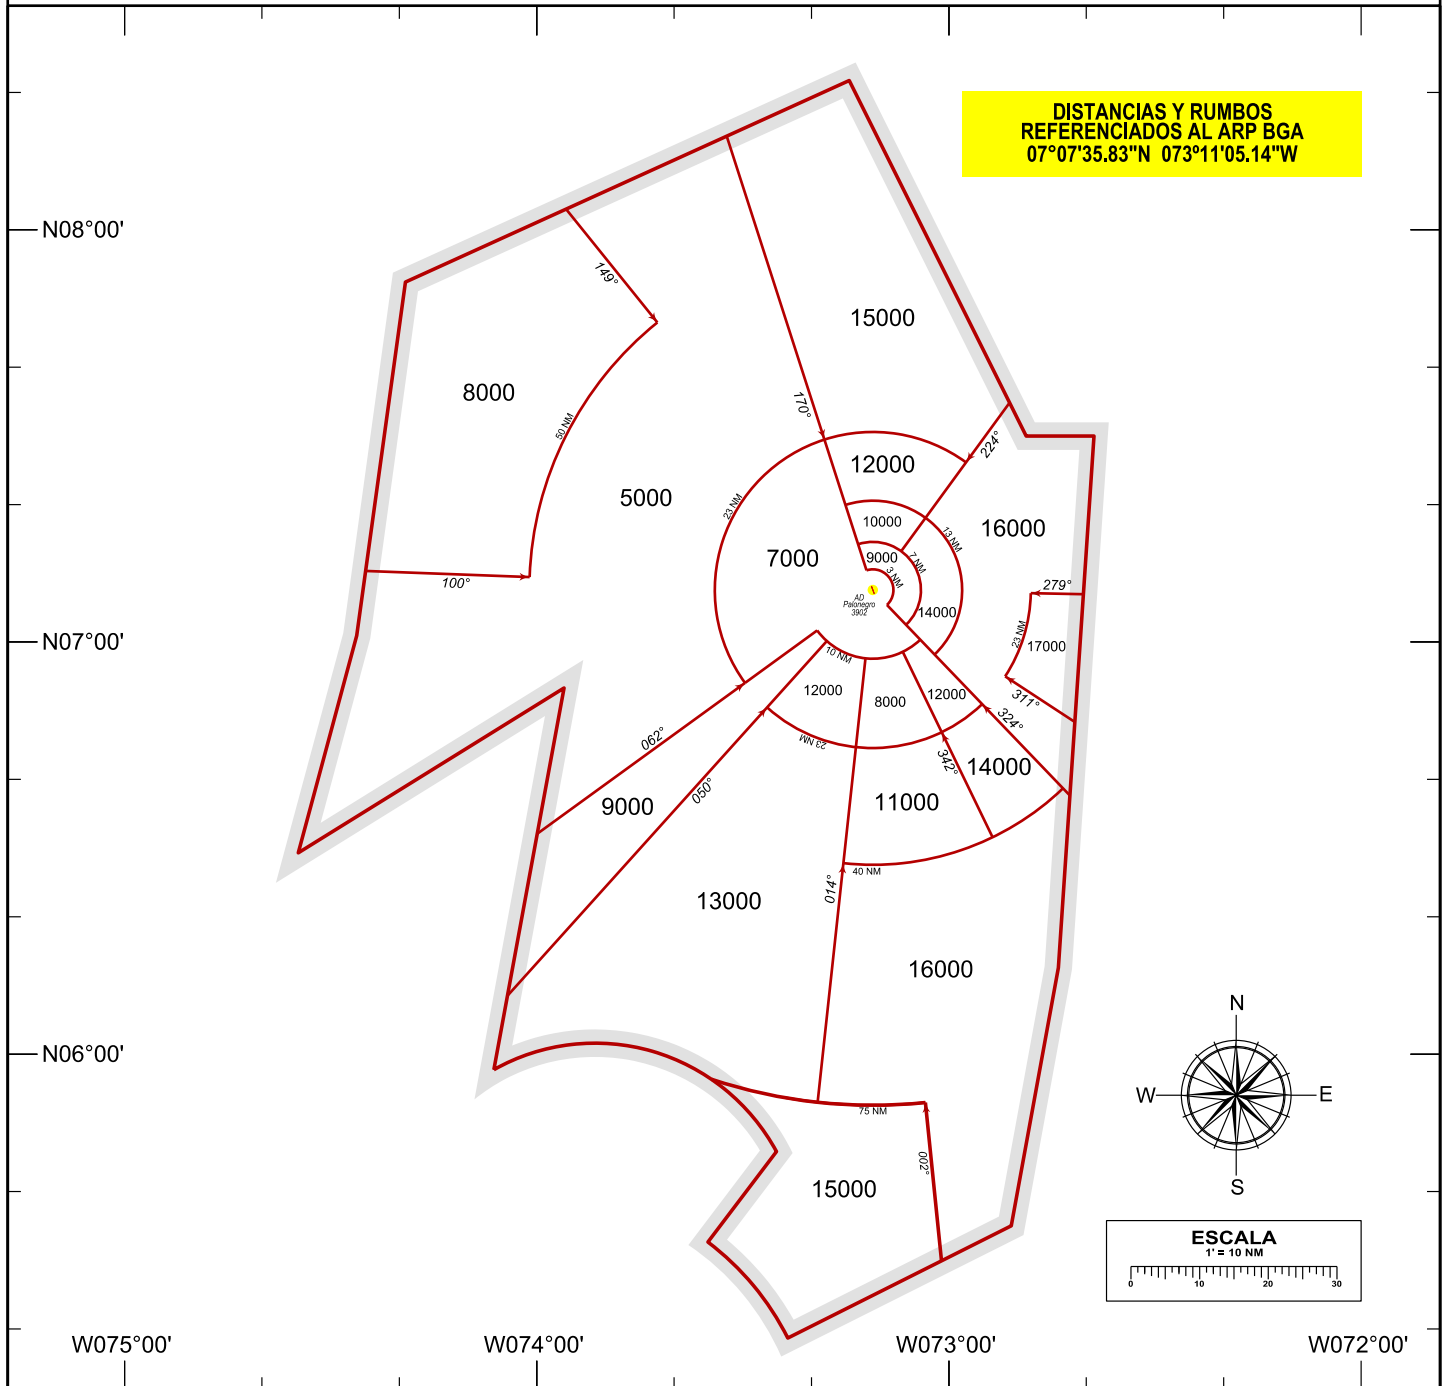 DISTANCIAS Y RUMBOS
REFERENCIADOS AL ARP BGA
07°07'35.83"N 073º11'05.14"W
N08°00'
149°
15000
8000
170°
50 NM
224°
12000
5000
23 NM
10000
16000
13 NM
7000
9000
7 NM
3 NM
100°
279°
AD
Palonegro
3902
14000
23 NM
N07°00'
17000
10 NM
12000
8000
12000
311°
324°
062°
23 NM
342°
14000
050°
9000
11000
40 NM
014°
13000
16000
N
N06°00'
W
E
75 NM
002°
15000
S
ESCALA
1' = 10 NM
0 10 20 30
W075°00'
W074°00'
W073°00'
W072°00'